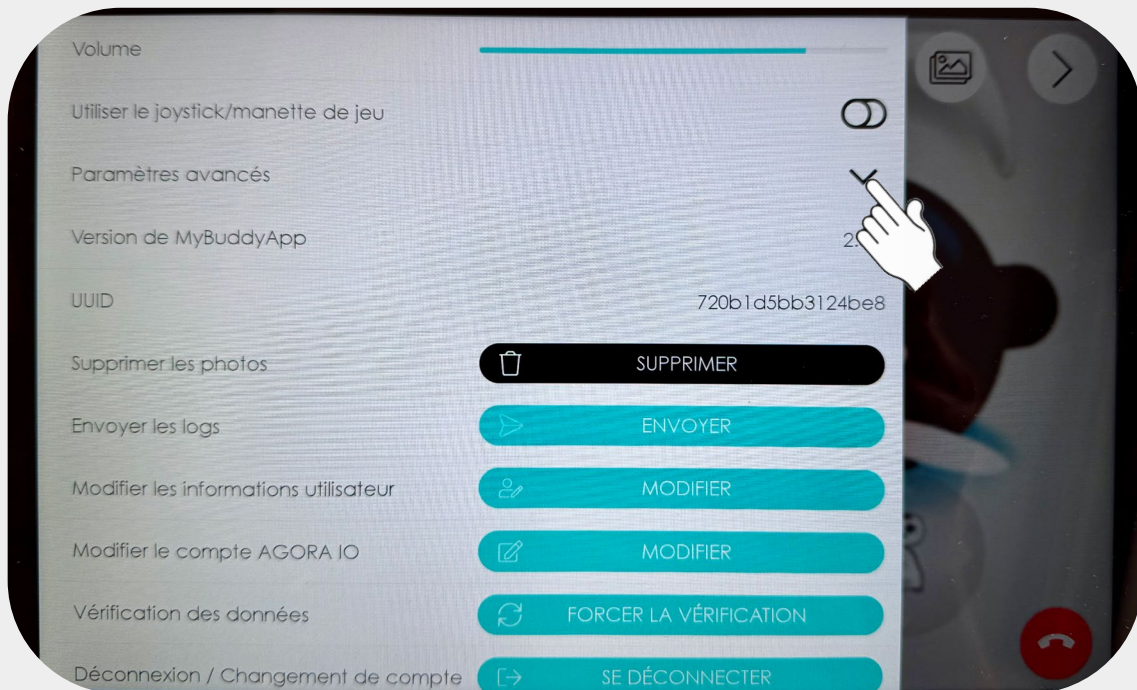 Volume
Utiliser le joystick/manette de jeu
Paramètres avancés
Version de MyBuddyApp 2.
UUID 720b1d5bb3124be8
Supprimer les photos SUPPRIMER
Envoyer les logs ENVOYER
Modifier les informations utilisateur MODIFIER
Modifier le compte AGORA IO MODIFIER
Vérification des données FORCER LA VÉRIFICATION
Déconnexion / Changement de compte SE DÉCONNECTER